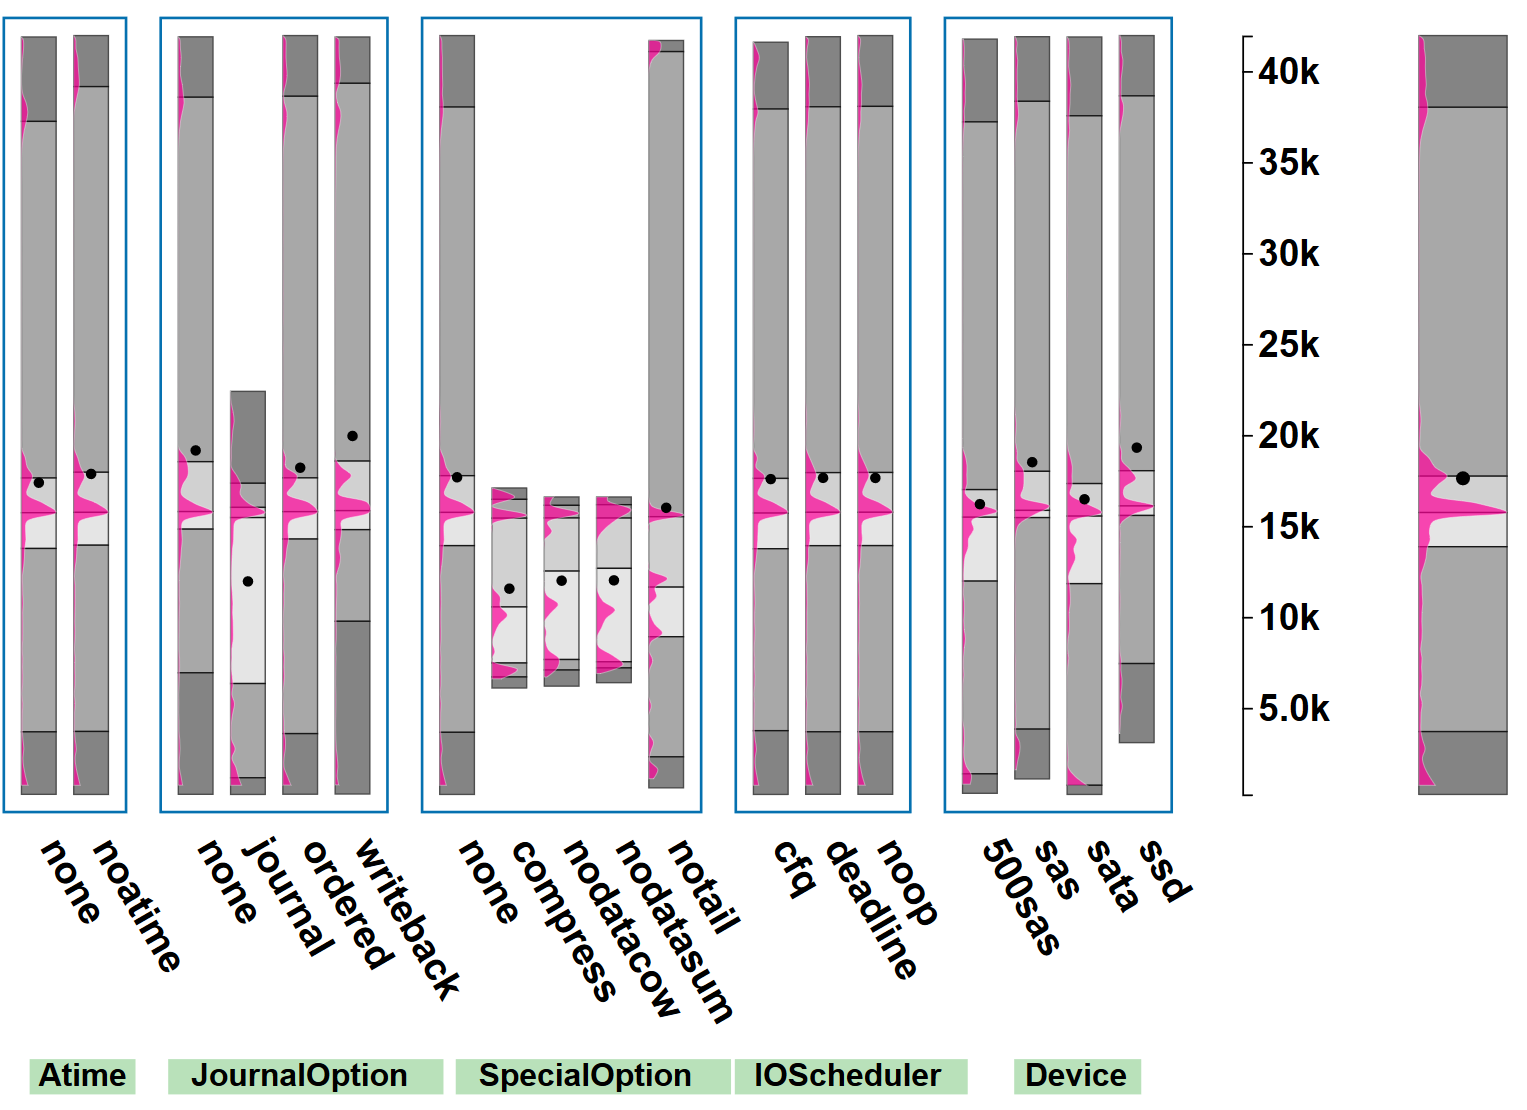 40k
35k
30k
25k
20k
15k
10k
5.0k
none
noatime
none
journal
ordered
writeback
none
compress
nodatacow
nodatasum
notail
cfq
deadline
noop
500sas
sas
sata
ssd
Atime
JournalOption
SpecialOption
IOScheduler
Device